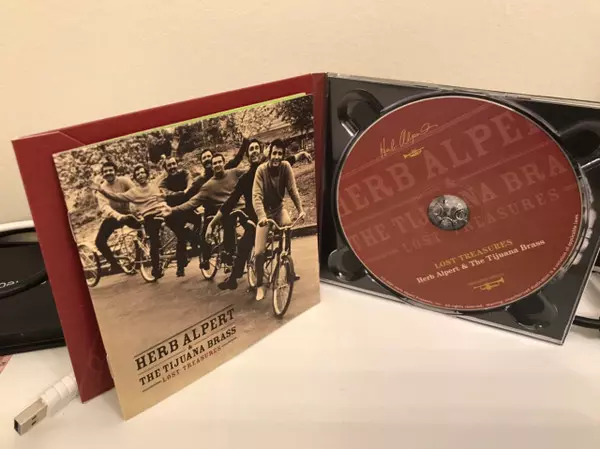 HERB ALPERT
&
THE TIJUANA BRASS
LOST TREASURES
Herb Alpert
HERB ALPERT
&
THE TIJUANA BRASS
LOST TREASURES
LOST TREASURES
Herb Alpert & The Tijuana Brass